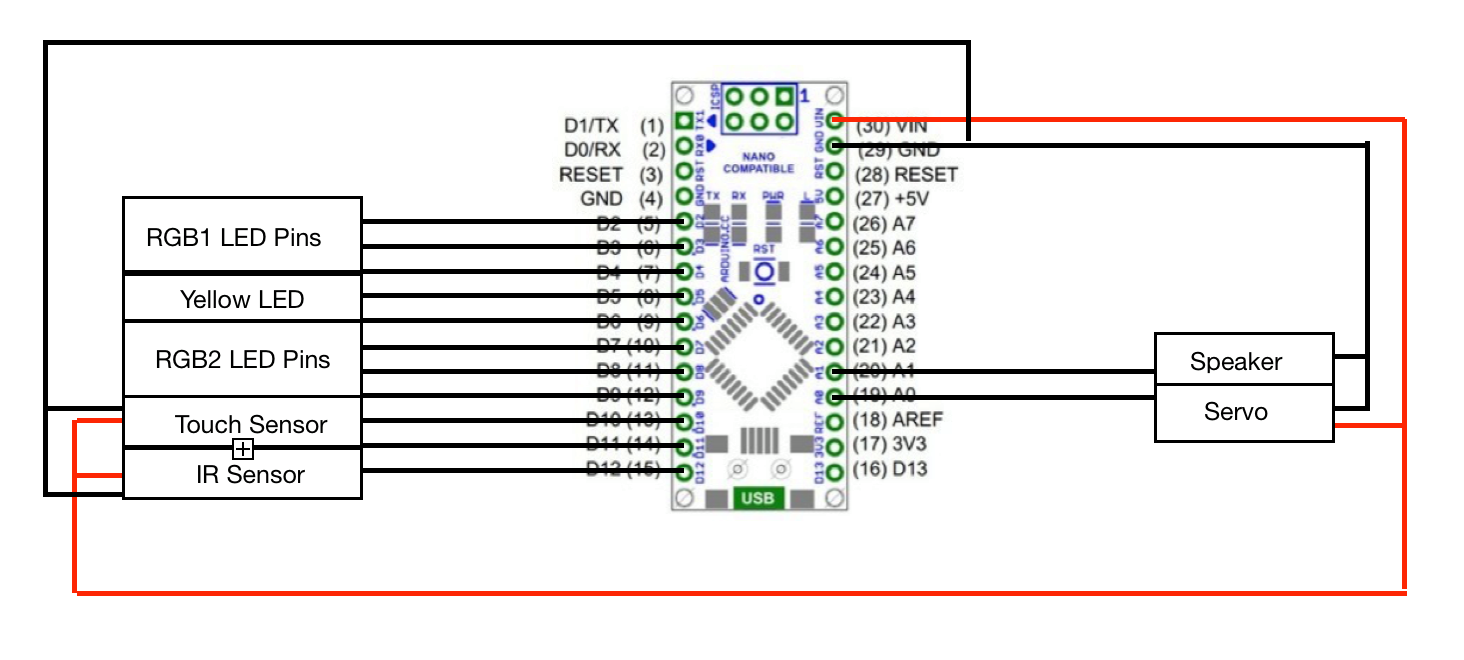 D1/TX (1)
D0/RX (2)
RESET (3)
GND (4)
D2 (5)
D3 (6)
D4 (7)
D5 (8)
D6 (9)
D7 (10)
D8 (11)
D9 (12)
D10 (13)
D11 (14)
D12 (15)
RGB1 LED Pins
Yellow LED
RGB2 LED Pins
Touch Sensor
IR Sensor
ICSP
1
TX1
RX0
RST
GND
D2
D3
D4
D5
D6
D7
D8
D9
D10
D11
D12
NANO
COMPATIBLE
TX RX PWR L
ARDUINO.CC
RST
USB
VIN
GND
RST
5V
A7
A6
A5
A4
A3
A2
A1
A0
REF
3V3
D13
(30) VIN
(29) GND
(28) RESET
(27) +5V
(26) A7
(25) A6
(24) A5
(23) A4
(22) A3
(21) A2
(20) A1
(19) A0
(18) AREF
(17) 3V3
(16) D13
Speaker
Servo